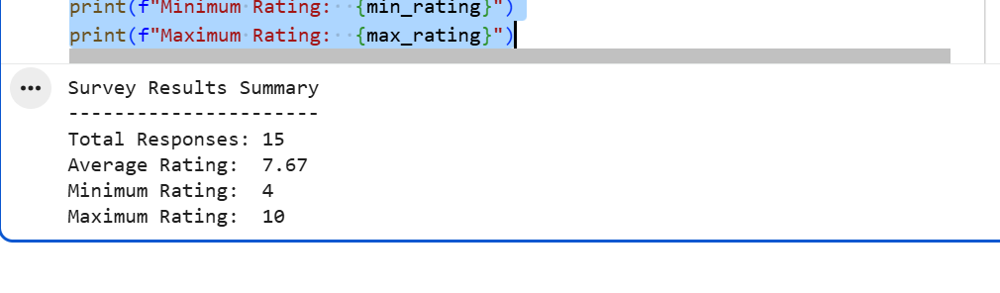 print(f"Minimum Rating:  {min_rating}")
print(f"Maximum Rating:  {max_rating}")
Survey Results Summary
----------------------
Total Responses: 15
Average Rating:  7.67
Minimum Rating:  4
Maximum Rating:  10